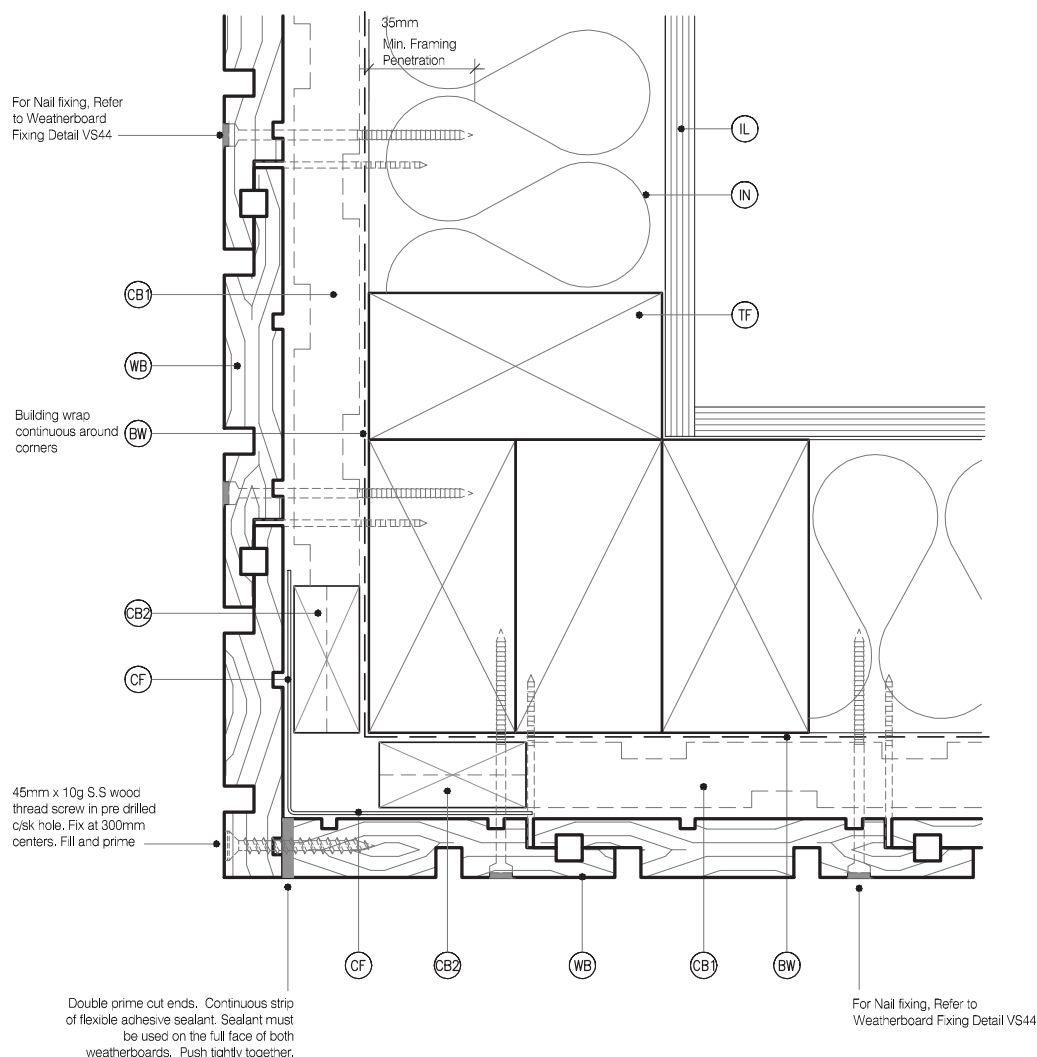 35mm
Min. Framing
Penetration
For Nail fixing, Refer
to Weatherboard
Fixing Detail VS44
IL
IN
CB1
TF
WB
Building wrap
continuous around
corners
BW
CB2
CF
45mm x 10g S.S wood
thread screw in pre drilled
c/sk hole. Fix at 300mm
centers. Fill and prime
CF
CB2
WB
CB1
BW
Double prime cut ends. Continuous strip
of flexible adhesive sealant. Sealant must
be used on the full face of both
weatherboards. Push tightly together.
For Nail fixing, Refer to
Weatherboard Fixing Detail VS44